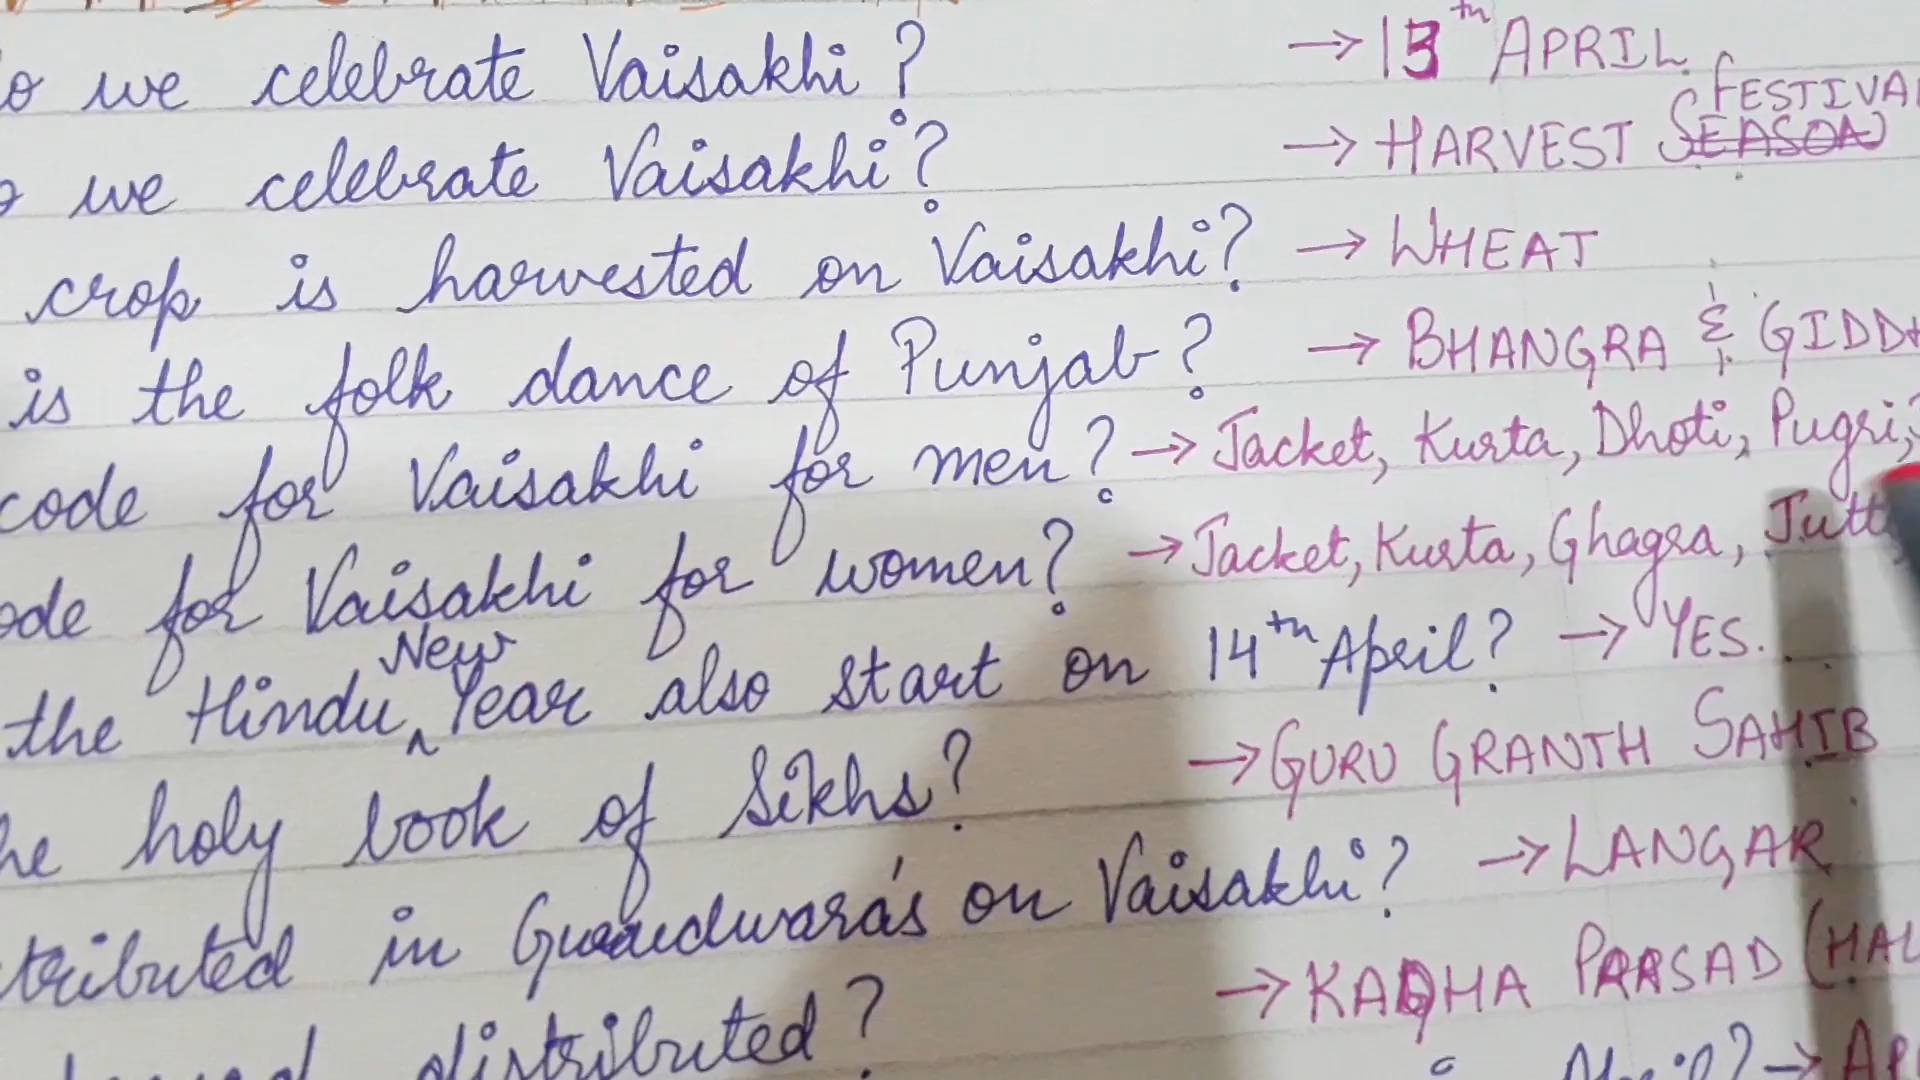 we celebrate Vaisakhi? → 13th APRIL
we celebrate Vaisakhi? → HARVEST FESTIVAL
crop is harvested on Vaisakhi? → WHEAT
is the folk dance of Punjab? → BHANGRA & GIDD
code for Vaisakhi for men? → Jacket, Kurta, Dhoti, Pugri,
for Vaisakhi for women? → Jacket, Kurta, Ghagra, Jutt
the Hindu New Year also start on 14th April? → YES.
holy book of Sikhs? → GURU GRANTH SAHIB
tributed in Gurudwara's on Vaisakhi? → LANGAR
distributed? → KADHA PRASAD (HAL